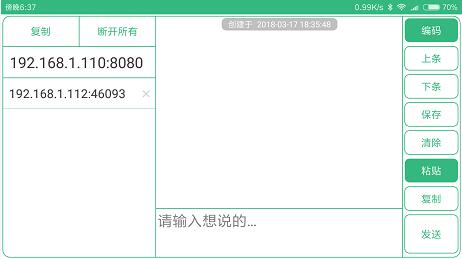 傍晚6:37
0.99K/s
70%
复制
断开所有
192.168.1.110:8080
192.168.1.112:46093
创建于 2018-03-17 18:35:48
请输入想说的...
编码
上条
下条
保存
清除
粘贴
复制
发送